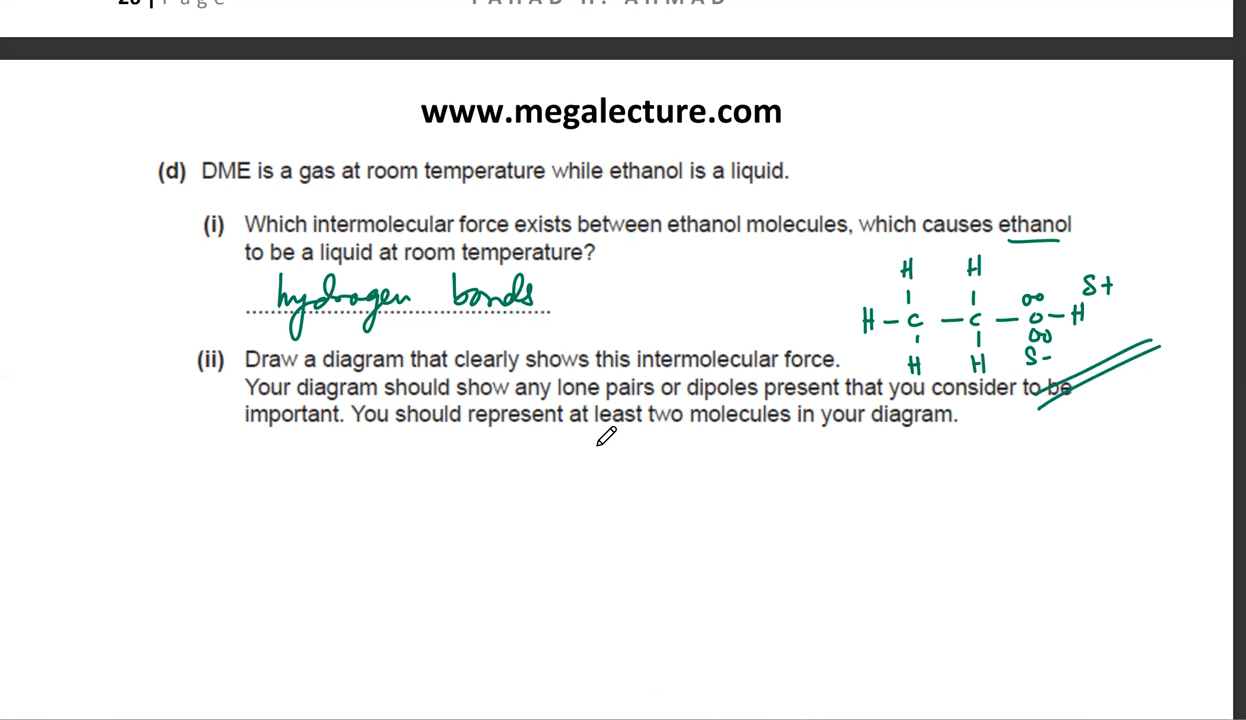 www.megalecture.com
(d) DME is a gas at room temperature while ethanol is a liquid.
(i) Which intermolecular force exists between ethanol molecules, which causes ethanol
to be a liquid at room temperature?
hydrogen bonds
H H
δ+
H – C – C – O – H
H H δ-
(ii) Draw a diagram that clearly shows this intermolecular force.
Your diagram should show any lone pairs or dipoles present that you consider to be
important. You should represent at least two molecules in your diagram.